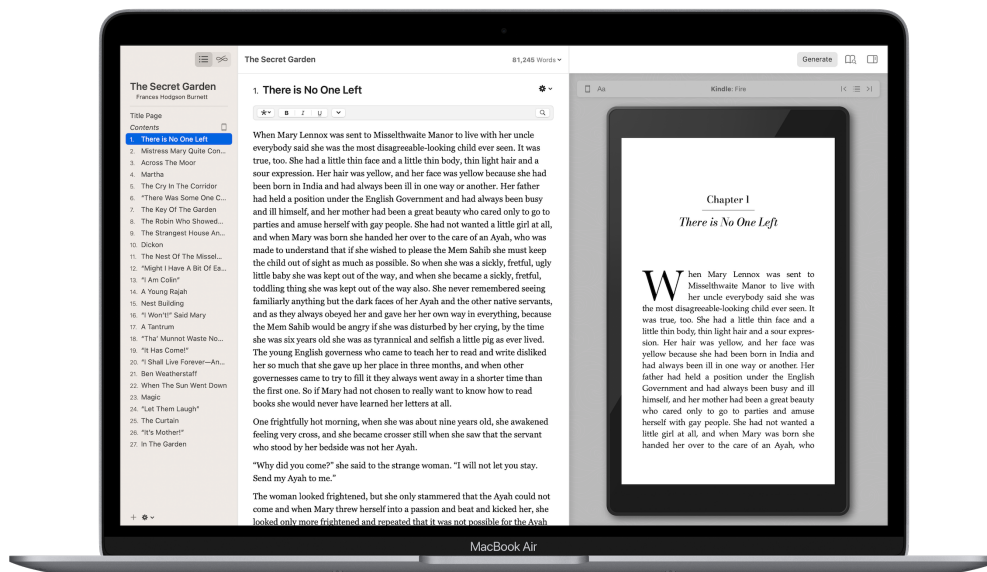 The Secret Garden
Frances Hodgson Burnett
Title Page
Contents
1. There is No One Left
2. Mistress Mary Quite Con...
3. Across The Moor
4. Martha
5. The Cry In The Corridor
6. "There Was Some One C...
7. The Key Of The Garden
8. The Robin Who Showed...
9. The Strangest House An...
10. Dickon
11. The Nest Of The Missel...
12. "Might I Have A Bit Of Ea...
13. "I Am Colin"
14. A Young Rajah
15. Nest Building
16. "I Won't!" Said Mary
17. A Tantrum
18. "Tha' Munnot Waste No...
19. "It Has Come!"
20. "I Shall Live Forever—An...
21. Ben Weatherstaff
22. When The Sun Went Down
23. Magic
24. "Let Them Laugh"
25. The Curtain
26. "It's Mother!"
27. In The Garden
The Secret Garden
81,245 Words
1. There is No One Left
B I U
When Mary Lennox was sent to Misselthwaite Manor to live with her uncle
everybody said she was the most disagreeable-looking child ever seen. It was
true, too. She had a little thin face and a little thin body, thin light hair and a
sour expression. Her hair was yellow, and her face was yellow because she had
been born in India and had always been ill in one way or another. Her father
had held a position under the English Government and had always been busy
and ill himself, and her mother had been a great beauty who cared only to go to
parties and amuse herself with gay people. She had not wanted a little girl at all,
and when Mary was born she handed her over to the care of an Ayah, who was
made to understand that if she wished to please the Mem Sahib she must keep
the child out of sight as much as possible. So when she was a sickly, fretful, ugly
little baby she was kept out of the way, and when she became a sickly, fretful,
toddling thing she was kept out of the way also. She never remembered seeing
familiarly anything but the dark faces of her Ayah and the other native servants,
and as they always obeyed her and gave her her own way in everything, because
the Mem Sahib would be angry if she was disturbed by her crying, by the time
she was six years old she was as tyrannical and selfish a little pig as ever lived.
The young English governess who came to teach her to read and write disliked
her so much that she gave up her place in three months, and when other
governesses came to try to fill it they always went away in a shorter time than
the first one. So if Mary had not chosen to really want to know how to read
books she would never have learned her letters at all.
One frightfully hot morning, when she was about nine years old, she awakened
feeling very cross, and she became crosser still when she saw that the servant
who stood by her bedside was not her Ayah.
“Why did you come?” she said to the strange woman. “I will not let you stay.
Send my Ayah to me.”
The woman looked frightened, but she only stammered that the Ayah could not
come and when Mary threw herself into a passion and beat and kicked her, she
looked only more frightened and repeated that it was not possible for the Ayah
Generate
Aa
Kindle: Fire
Chapter 1
There is No One Left
When Mary Lennox was sent to
Misselthwaite Manor to live with
her uncle everybody said she was
the most disagreeable-looking child ever seen. It
was true, too. She had a little thin face and a
little thin body, thin light hair and a sour expres-
sion. Her hair was yellow, and her face was
yellow because she had been born in India and
had always been ill in one way or another. Her
father had held a position under the English
Government and had always been busy and ill
himself, and her mother had been a great beauty
who cared only to go to parties and amuse
herself with gay people. She had not wanted a
little girl at all, and when Mary was born she
handed her over to the care of an Ayah, who
MacBook Air